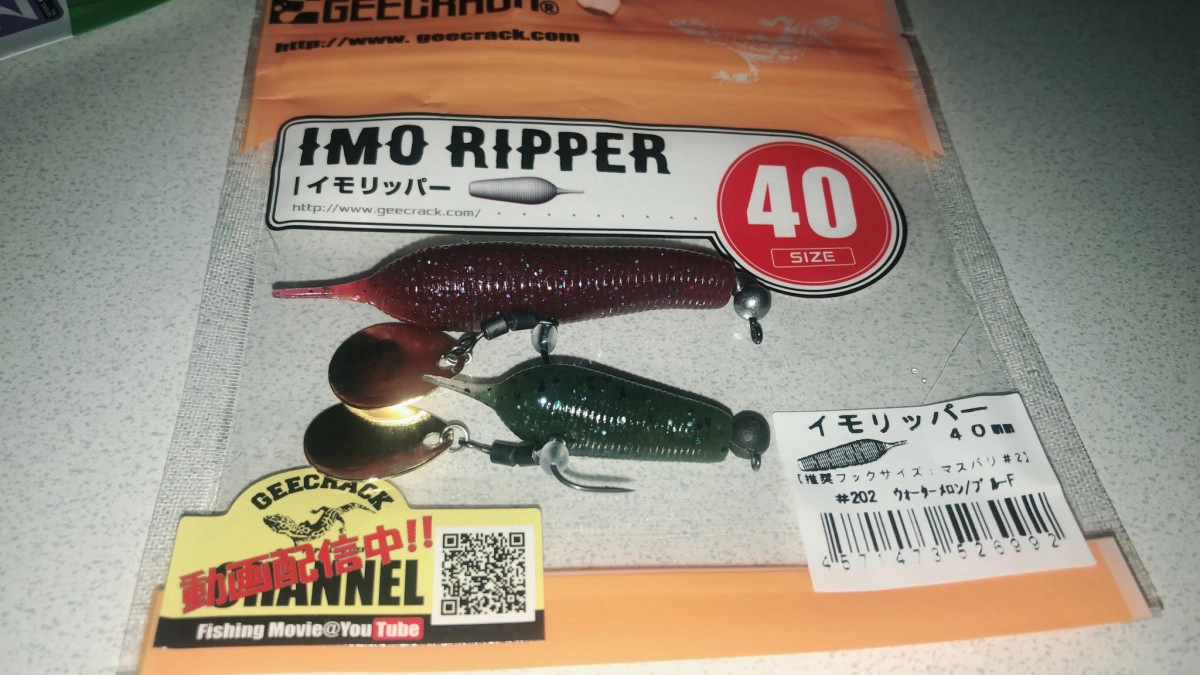 GEECRACK®
http://www. geecrack.com
IMO RIPPER
イモリッパー
http://www.geecrack.com/
40
SIZE
イモリッパー
40mm
[推奨フックサイズ：マスバリ#2]
#202 ウォーターメロン/ブルーF
4 571473 526992
GEECRACK
動画配信中!!
CHANNEL
Fishing Movie@YouTube